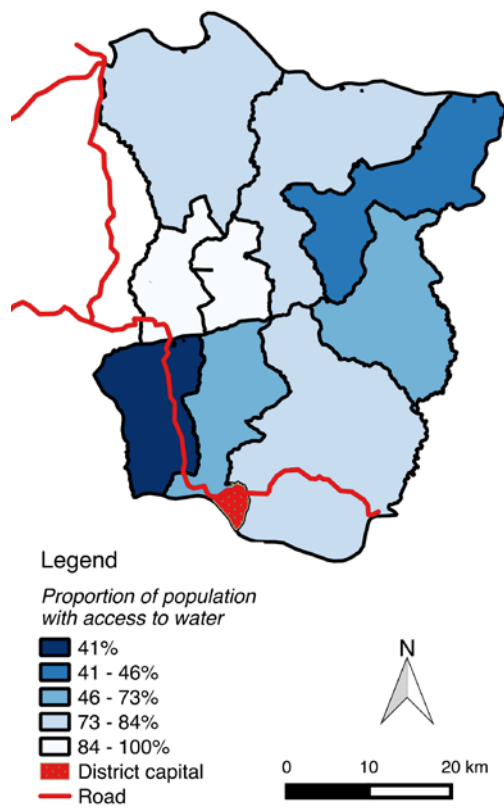 Legend
Proportion of population
with access to water
41%
41 - 46%
46 - 73%
73 - 84%
84 - 100%
District capital
Road
N
0 10 20 km